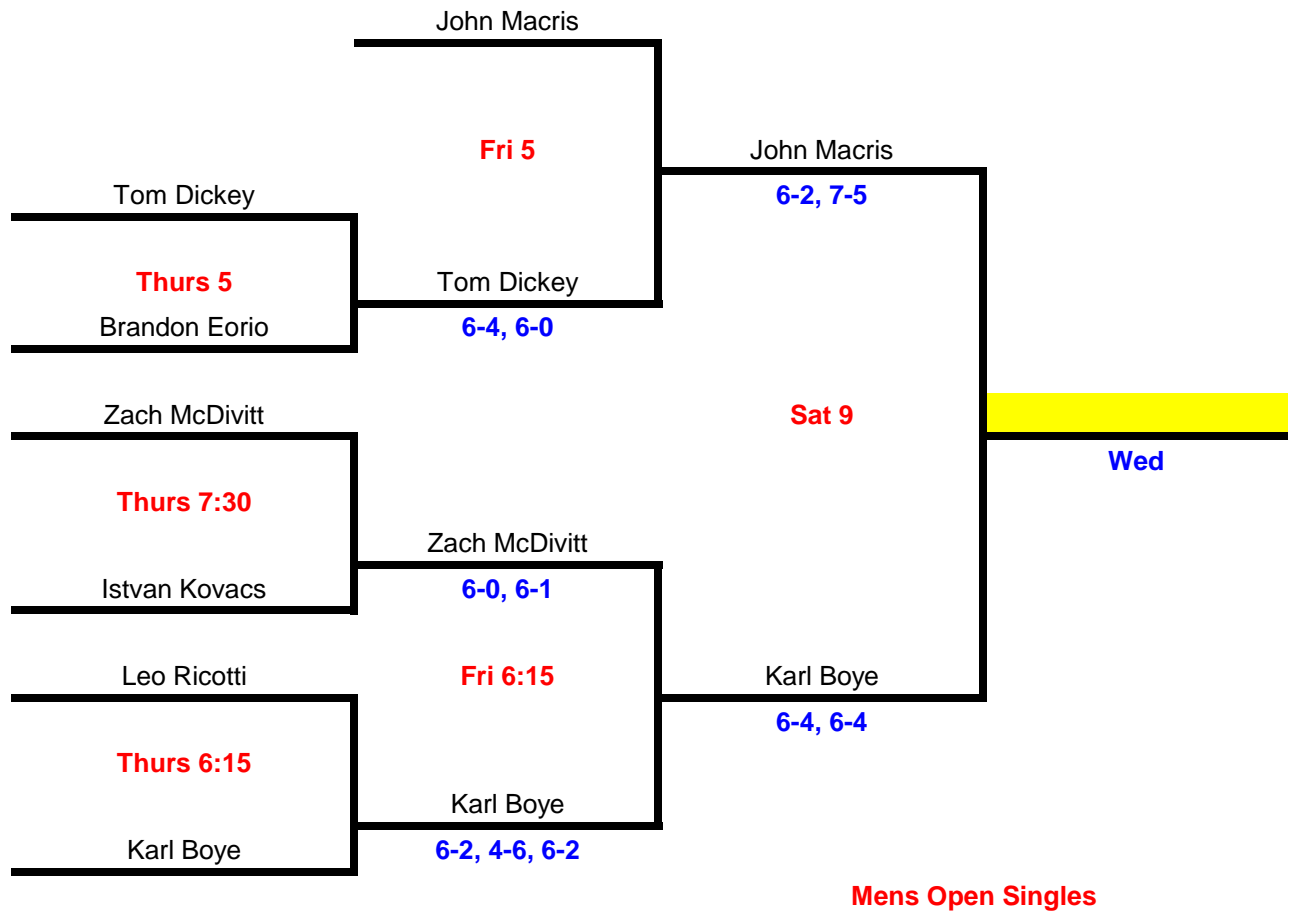 John Macris
Fri 5
John Macris
Tom Dickey
6-2, 7-5
Thurs 5
Tom Dickey
Brandon Eorio
6-4, 6-0
Zach McDivitt
Sat 9
Wed
Thurs 7:30
Zach McDivitt
Istvan Kovacs
6-0, 6-1
Leo Ricotti
Fri 6:15
Karl Boye
6-4, 6-4
Thurs 6:15
Karl Boye
Karl Boye
6-2, 4-6, 6-2
Mens Open Singles